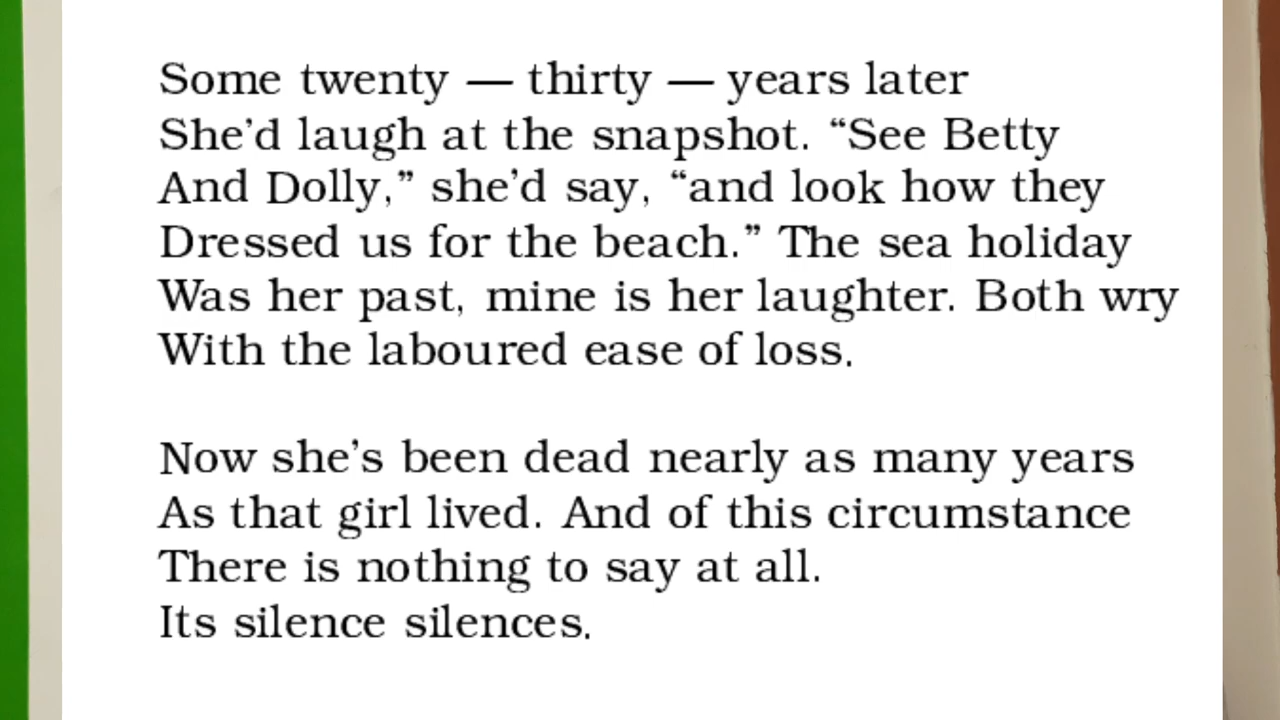 Some twenty — thirty — years later
She’d laugh at the snapshot. “See Betty
And Dolly,” she’d say, “and look how they
Dressed us for the beach.” The sea holiday
Was her past, mine is her laughter. Both wry
With the laboured ease of loss.
Now she’s been dead nearly as many years
As that girl lived. And of this circumstance
There is nothing to say at all.
Its silence silences.